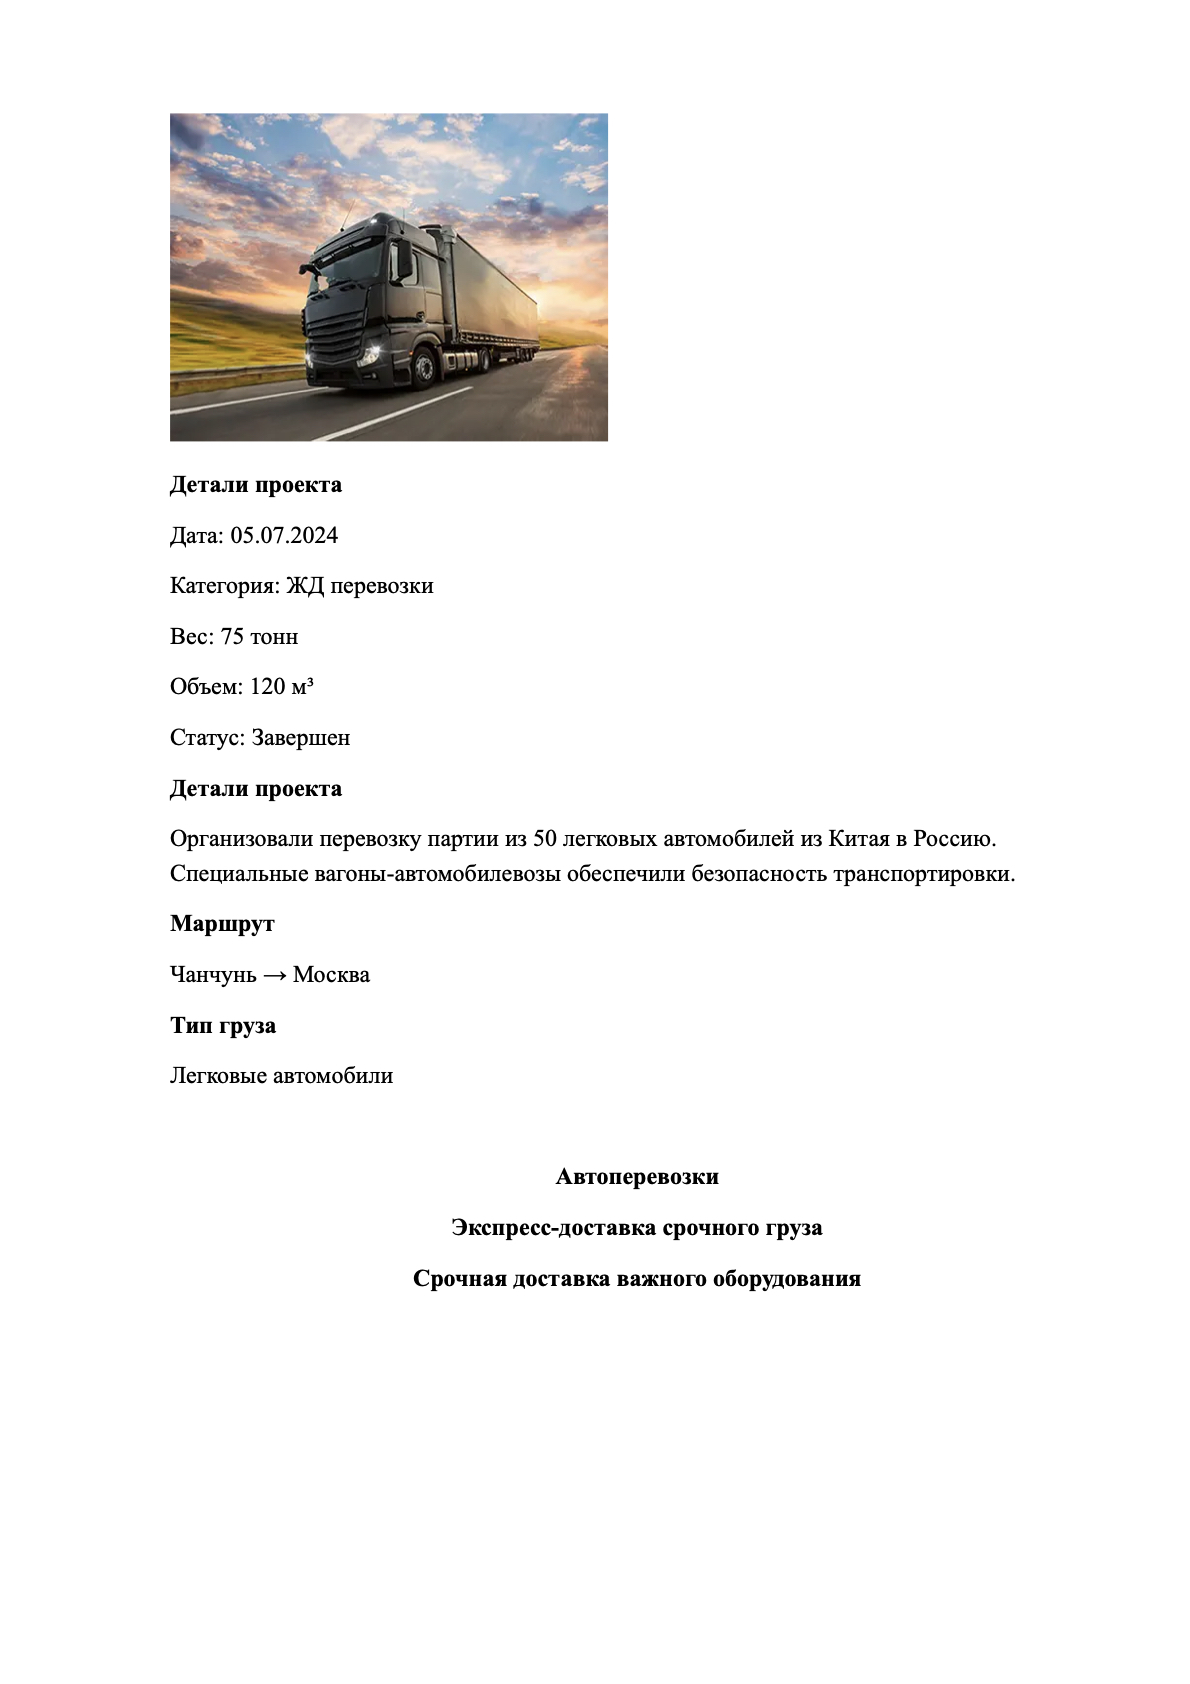 Детали проекта
Дата: 05.07.2024
Категория: ЖД перевозки
Вес: 75 тонн
Объем: 120 м³
Статус: Завершен
Детали проекта
Организовали перевозку партии из 50 легковых автомобилей из Китая в Россию.
Специальные вагоны-автомобилевозы обеспечили безопасность транспортировки.
Маршрут
Чанчунь → Москва
Тип груза
Легковые автомобили
Автоперевозки
Экспресс-доставка срочного груза
Срочная доставка важного оборудования